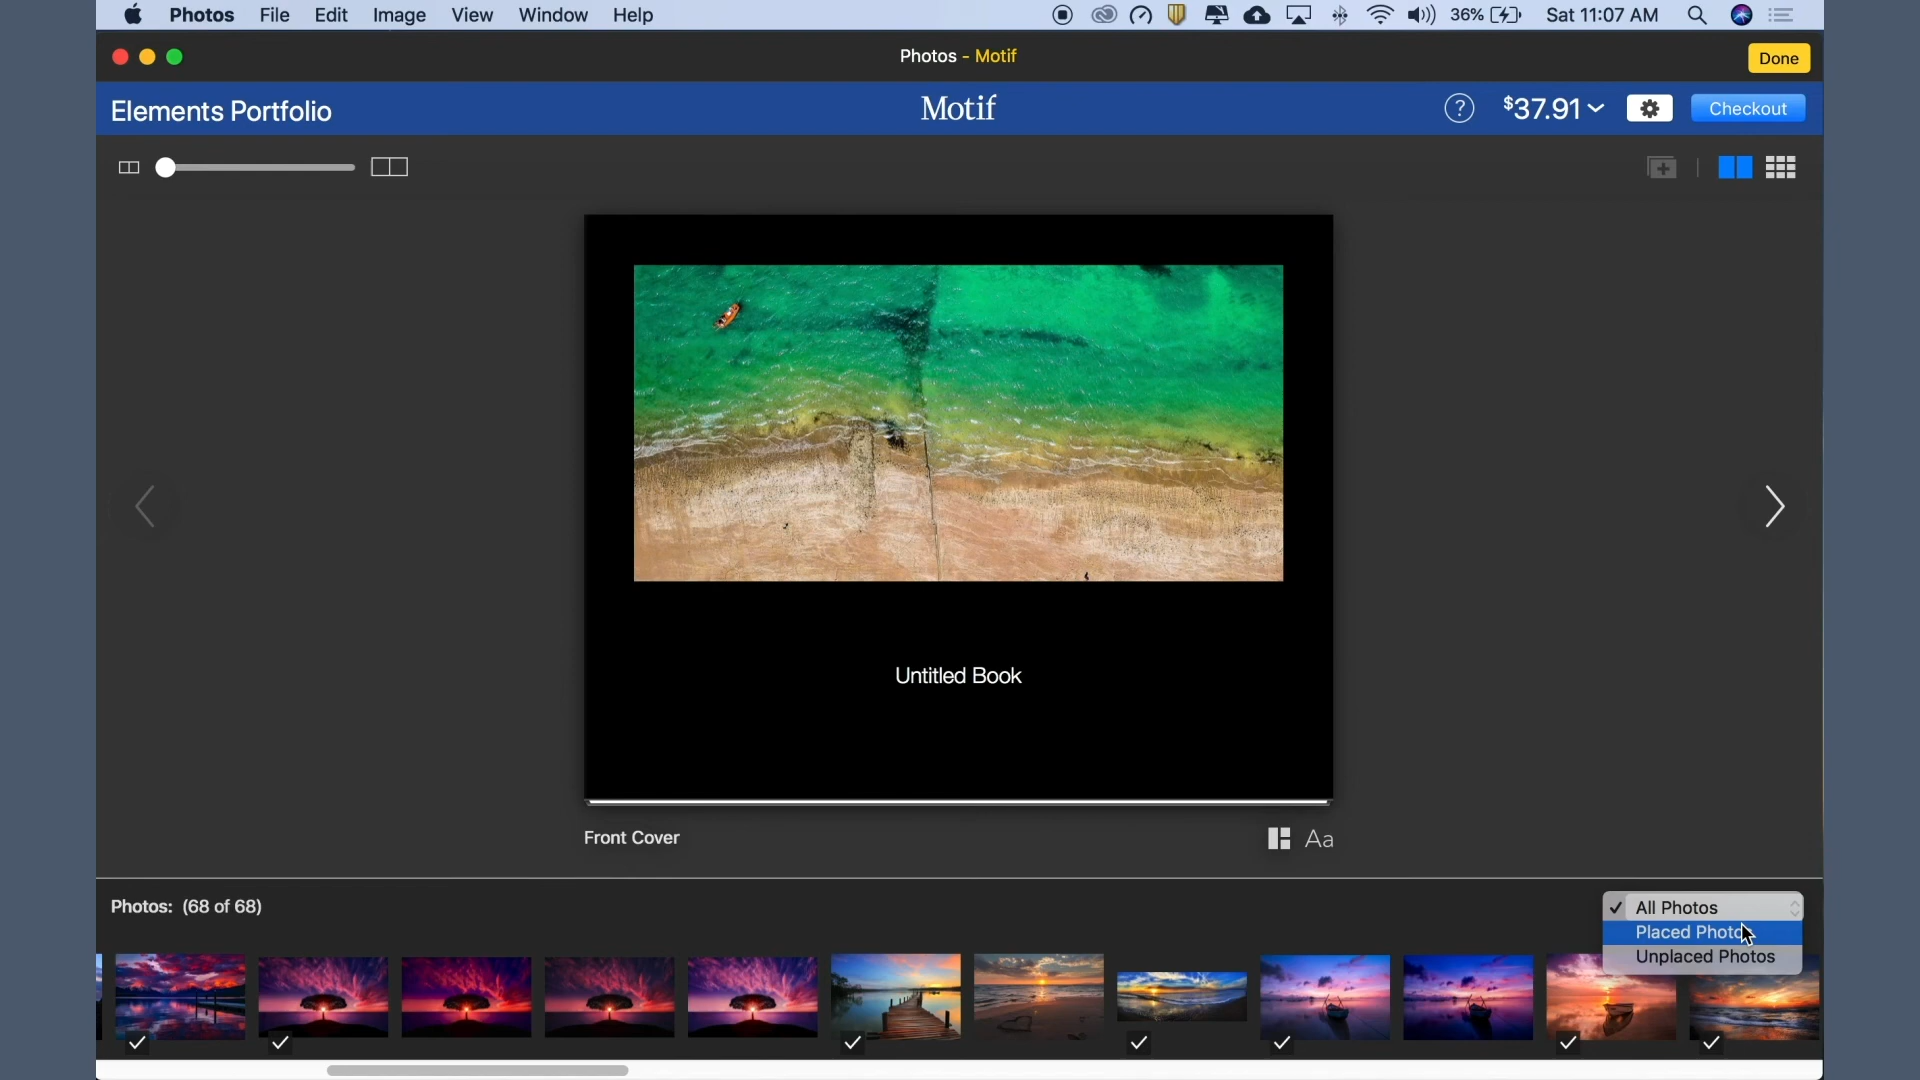 Photos File Edit Image View Window Help 36% Sat 11:07 AM
Photos - Motif
Done
Elements Portfolio
Motif
? $37.91
Checkout
Untitled Book
Front Cover
Aa
Photos: (68 of 68)
All Photos
Placed Photo
Unplaced Photos